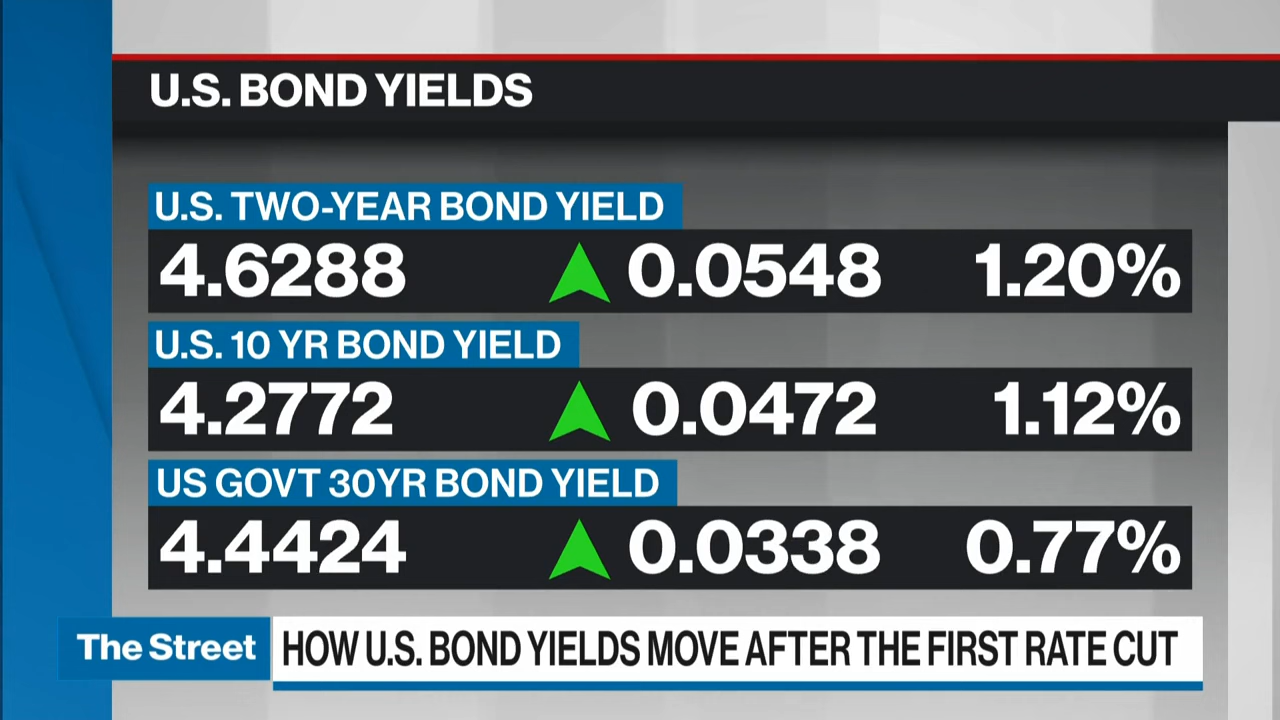 U.S. BOND YIELDS
U.S. TWO-YEAR BOND YIELD
4.6288 ▲ 0.0548 1.20%
U.S. 10 YR BOND YIELD
4.2772 ▲ 0.0472 1.12%
US GOVT 30YR BOND YIELD
4.4424 ▲ 0.0338 0.77%
The Street HOW U.S. BOND YIELDS MOVE AFTER THE FIRST RATE CUT